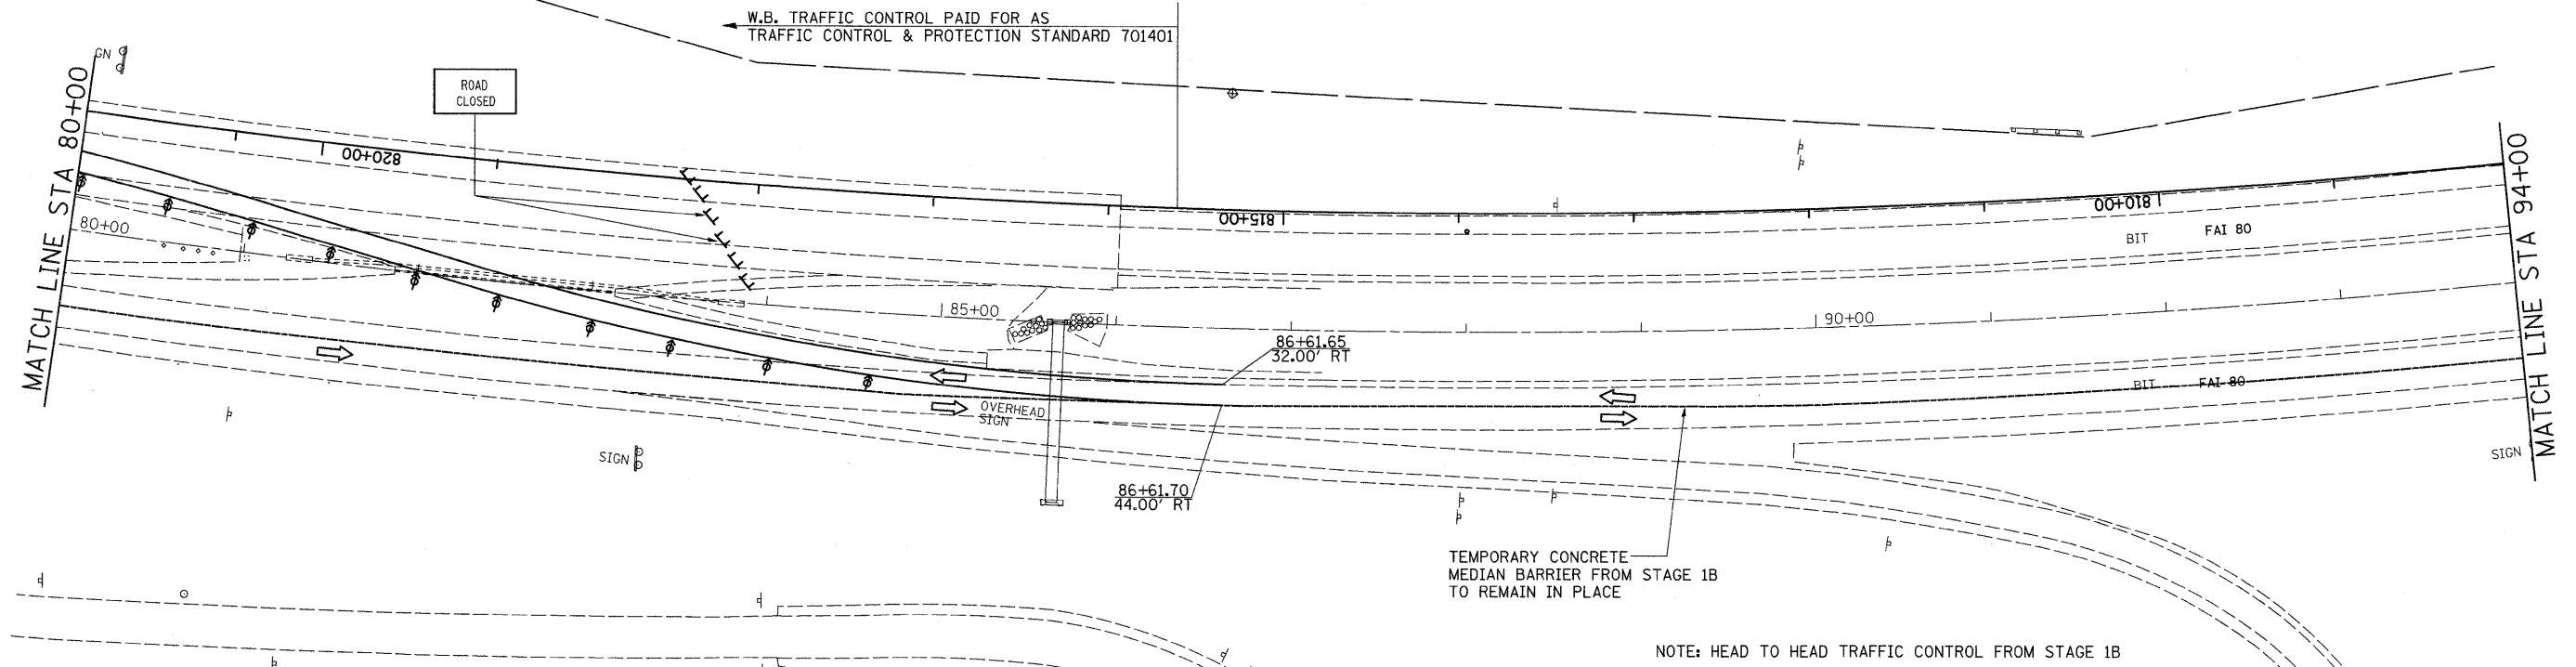 W.B. TRAFFIC CONTROL PAID FOR AS
TRAFFIC CONTROL & PROTECTION STANDARD 701401
GN
ROAD
CLOSED
MATCH LINE STA 80+00
820+00
80+00
815+00
810+00
BIT
FAI 80
MATCH LINE STA 94+00
85+00
90+00
86+61.65
32.00' RT
BIT
FAI 80
OVERHEAD
SIGN
SIGN
SIGN
86+61.70
44.00' RT
TEMPORARY CONCRETE
MEDIAN BARRIER FROM STAGE 1B
TO REMAIN IN PLACE
NOTE: HEAD TO HEAD TRAFFIC CONTROL FROM STAGE 1B